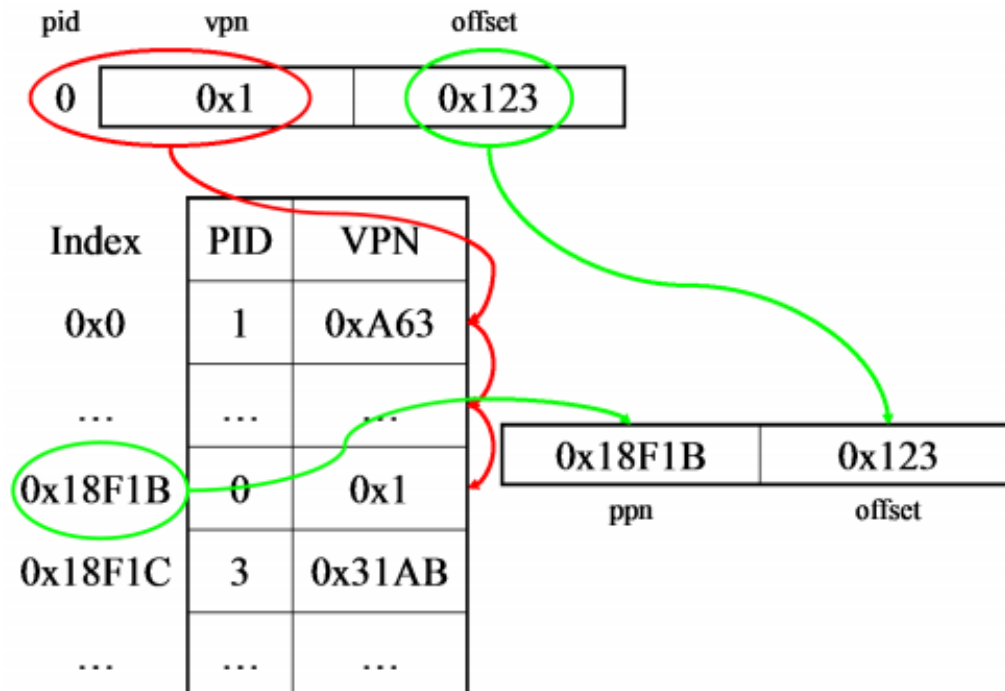 pid vpn offset
0 0x1 0x123
Index PID VPN
0x0 1 0xA63
... ... ...
0x18F1B 0 0x1
0x18F1C 3 0x31AB
... ... ...
0x18F1B 0x123
ppn offset